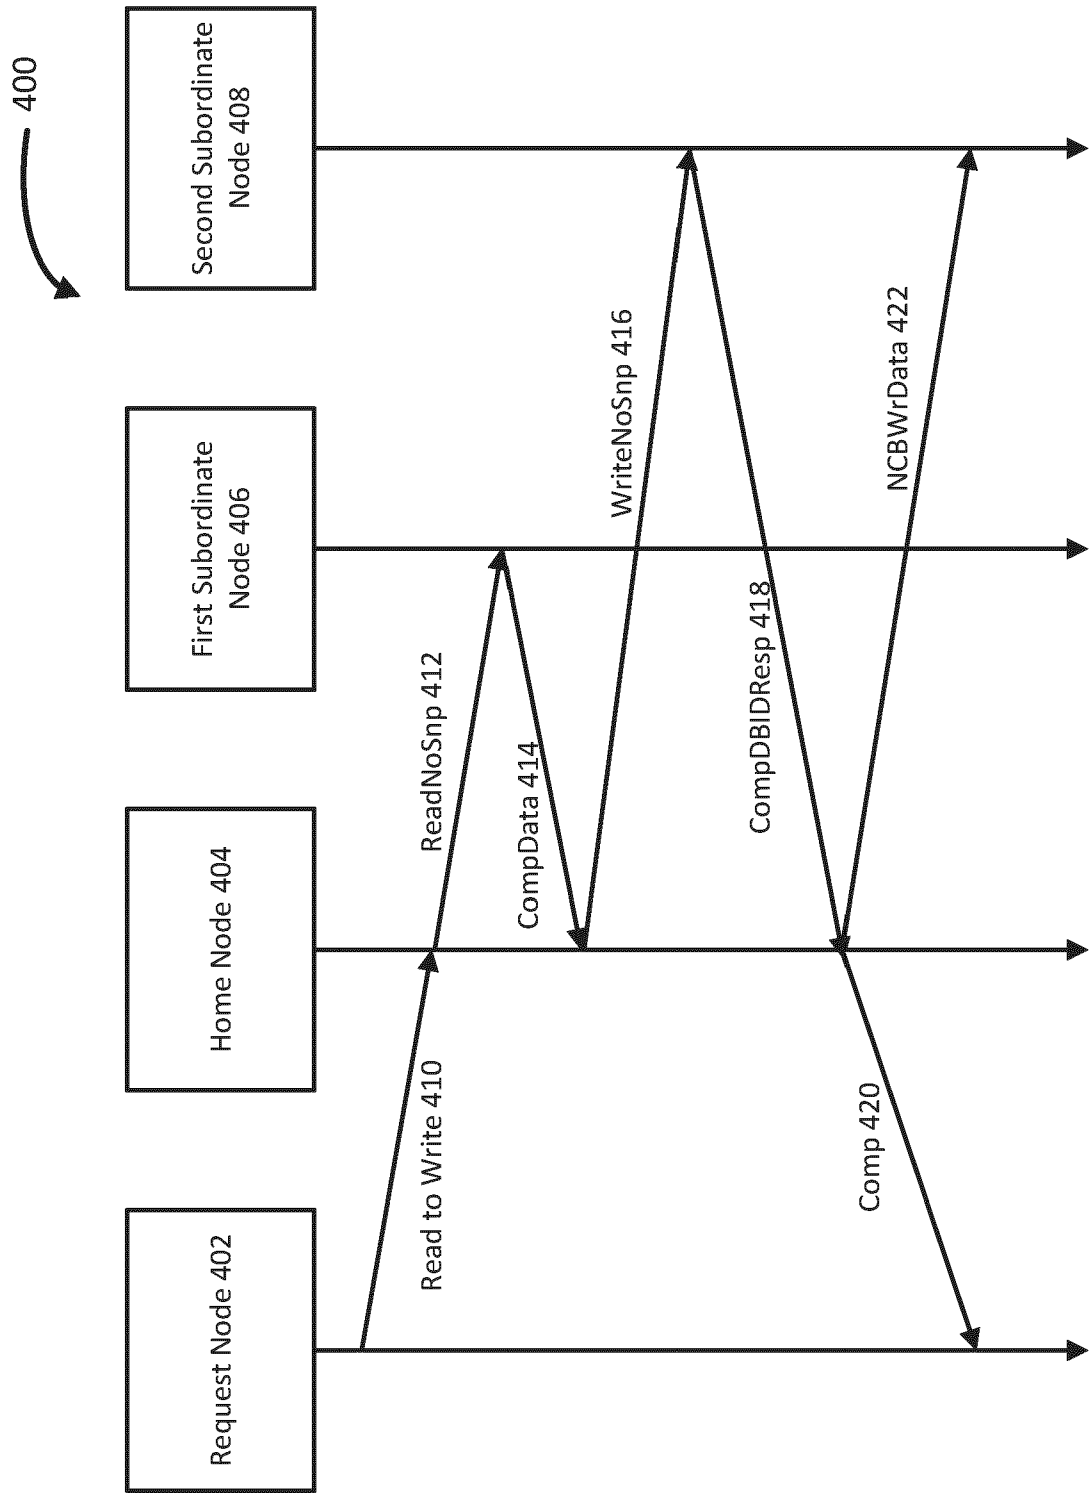 400
Request Node 402
Home Node 404
First Subordinate
Node 406
Second Subordinate
Node 408
Read to Write 410
ReadNoSnp 412
CompData 414
WriteNoSnp 416
CompDBIDResp 418
Comp 420
NCBWrData 422